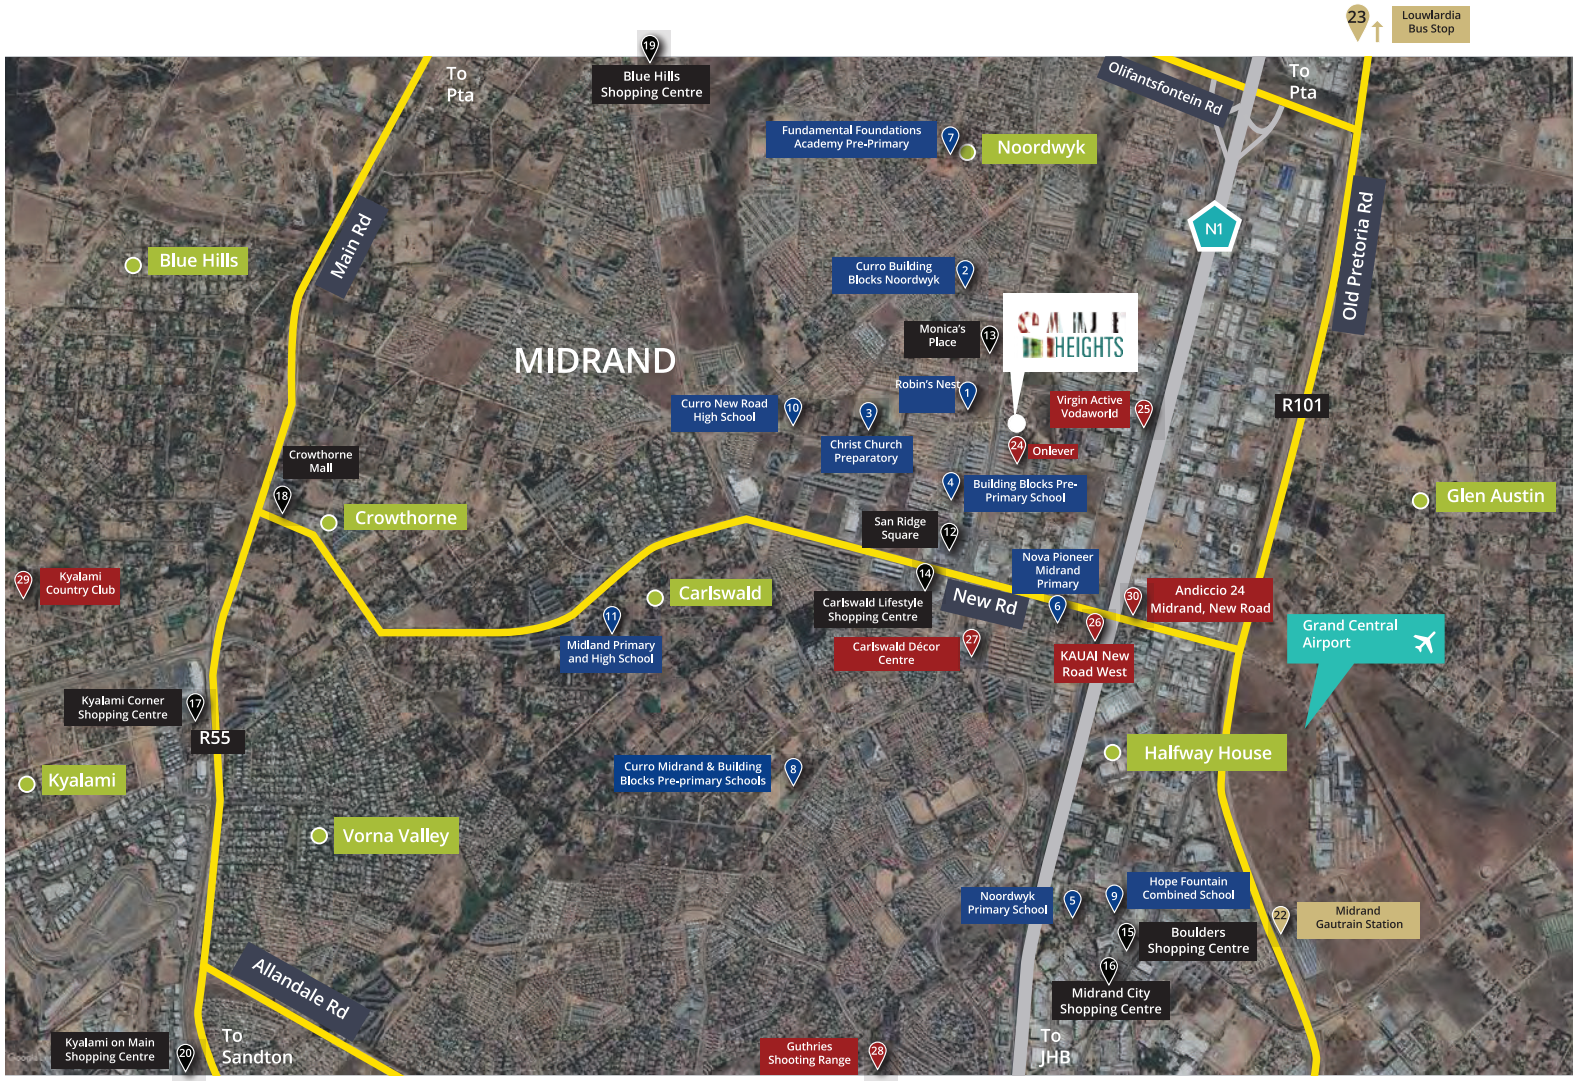 23
Louwlardia
Bus Stop
19
Blue Hills
Shopping Centre
To
Pta
Olifantsfontein Rd
To
Pta
Fundamental Foundations
Academy Pre-Primary
7
Noordwyk
Main Rd
N1
Old Pretoria Rd
Blue Hills
Curro Building
Blocks Noordwyk
2
Monica's
Place
13
HEIGHTS
MIDRAND
Robin's Nest
1
Curro New Road
High School
10
3
Christ Church
Preparatory
Virgin Active
Vodaworld
25
R101
24
Onlever
Crowthorne
Mall
18
4
Building Blocks Pre-
Primary School
Glen Austin
Crowthorne
San Ridge
Square
12
29
Kyalami
Country Club
14
Carlswald Lifestyle
Shopping Centre
New Rd
Nova Pioneer
Midrand
Primary
6
30
Andiccio 24
Midrand, New Road
Carlswald
11
Midland Primary
and High School
Carlswald Décor
Centre
27
26
KAUAI New
Road West
Grand Central
Airport
Kyalami Corner
Shopping Centre
17
R55
Halfway House
Kyalami
Curro Midrand & Building
Blocks Pre-primary Schools
8
Vorna Valley
Noordwyk
Primary School
5
9
Hope Fountain
Combined School
22
Midrand
Gautrain Station
15
Boulders
Shopping Centre
16
Midrand City
Shopping Centre
Allandale Rd
To
Sandton
Kyalami on Main
Shopping Centre
20
Guthries
Shooting Range
28
To
JHB